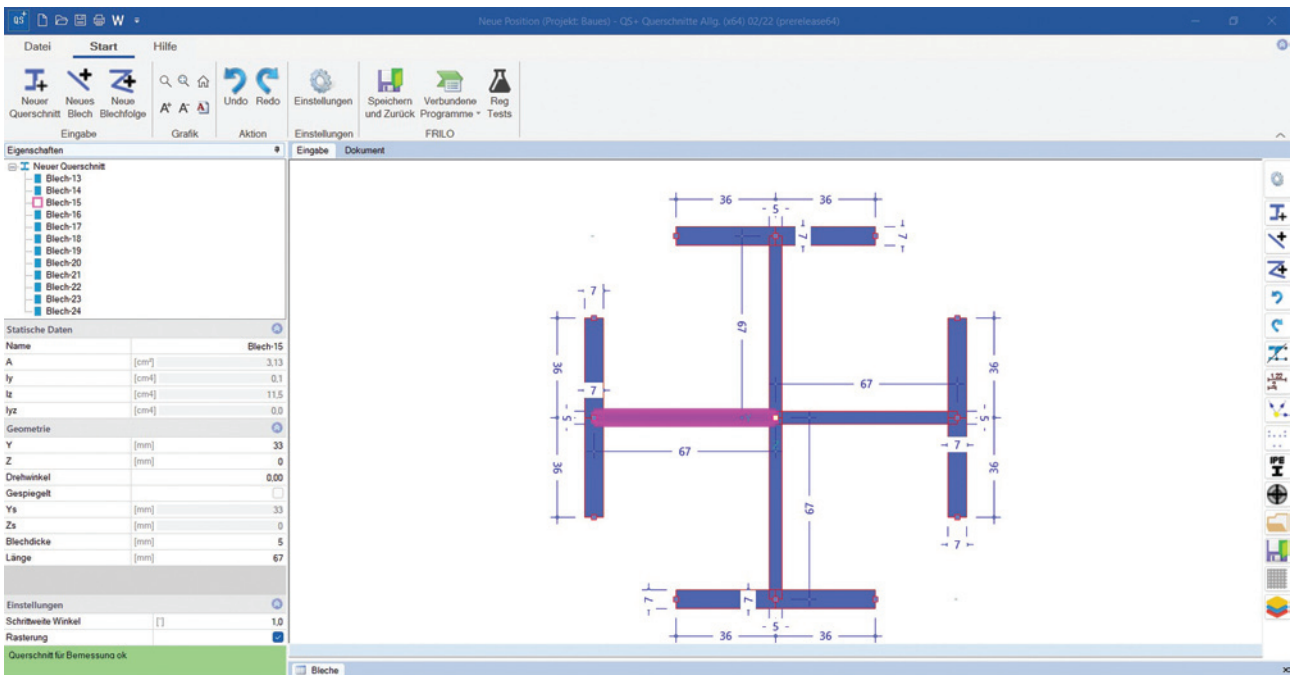 QS+
W
Neue Position (Projekt: Baues) - QS+ Querschnitte Allg. (x64) 02/22 (prerelease64)
Datei Start Hilfe
Neuer Querschnitt
Neues Blech
Neue Blechfolge
A+ A-
Undo Redo
Einstellungen
Speichern und Zurück
Verbundene Programme
Reg Tests
Eingabe Grafik Aktion Einstellungen FRILO
Eigenschaften
Eingabe Dokument
Neuer Querschnitt
Blech-13
Blech-14
Blech-15
Blech-16
Blech-17
Blech-18
Blech-19
Blech-20
Blech-21
Blech-22
Blech-23
Blech-24
Statische Daten
Name Blech-15
A [cm²] 3,13
Iy [cm4] 0,1
Iz [cm4] 11,5
Iyz [cm4] 0,0
Geometrie
Y [mm] 33
Z [mm] 0
Drehwinkel 0,00
Gespiegelt
Ys [mm] 33
Zs [mm] 0
Blechdicke [mm] 5
Länge [mm] 67
Einstellungen
Schrittweite Winkel [°] 1,0
Rasterung
Querschnitt für Bemessung ok
36 36
5
7 7
7
67
36 36
67
7
5 5
67
7
36 36
67
7
7 7
5
36 36
IPE
Bleche